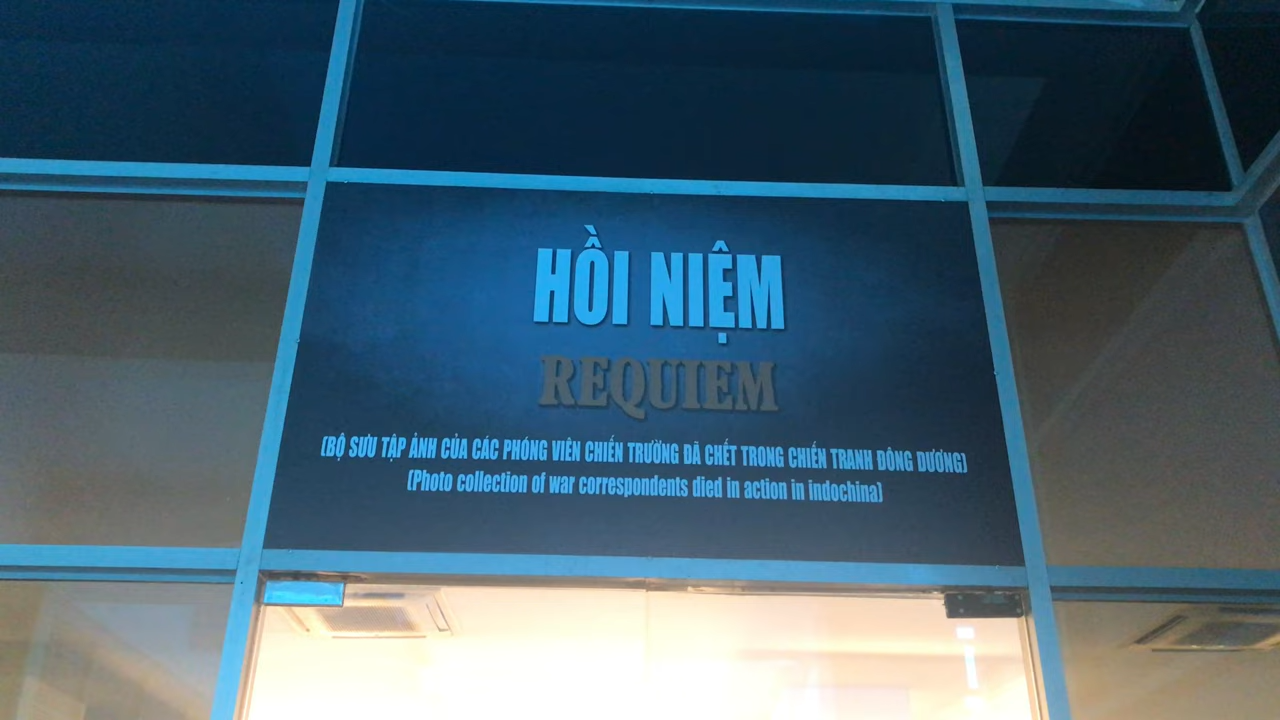 HỒI NIỆM
REQUIEM
(BỘ SƯU TẬP ẢNH CỦA CÁC PHÓNG VIÊN CHIẾN TRƯỜNG ĐÃ CHẾT TRONG CHIẾN TRANH ĐÔNG DƯƠNG)
(Photo collection of war correspondents died in action in indochina)